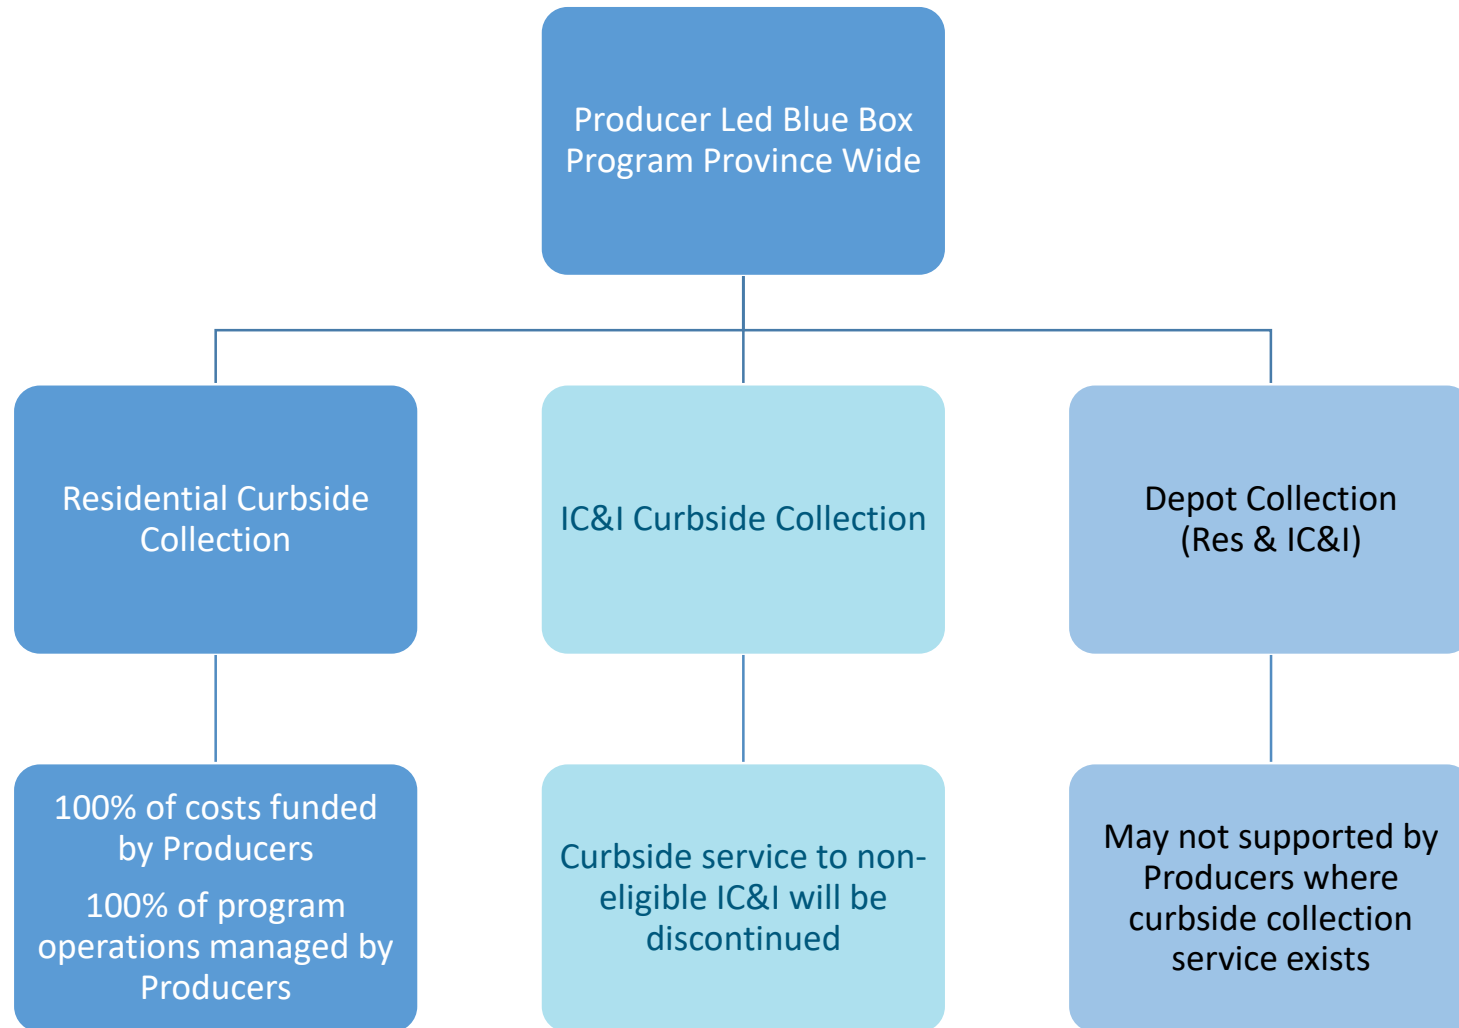 Producer Led Blue Box
Program Province Wide
Residential Curbside
Collection
IC&I Curbside Collection
Depot Collection
(Res & IC&I)
100% of costs funded
by Producers
100% of program
operations managed by
Producers
Curbside service to non-
eligible IC&I will be
discontinued
May not supported by
Producers where
curbside collection
service exists